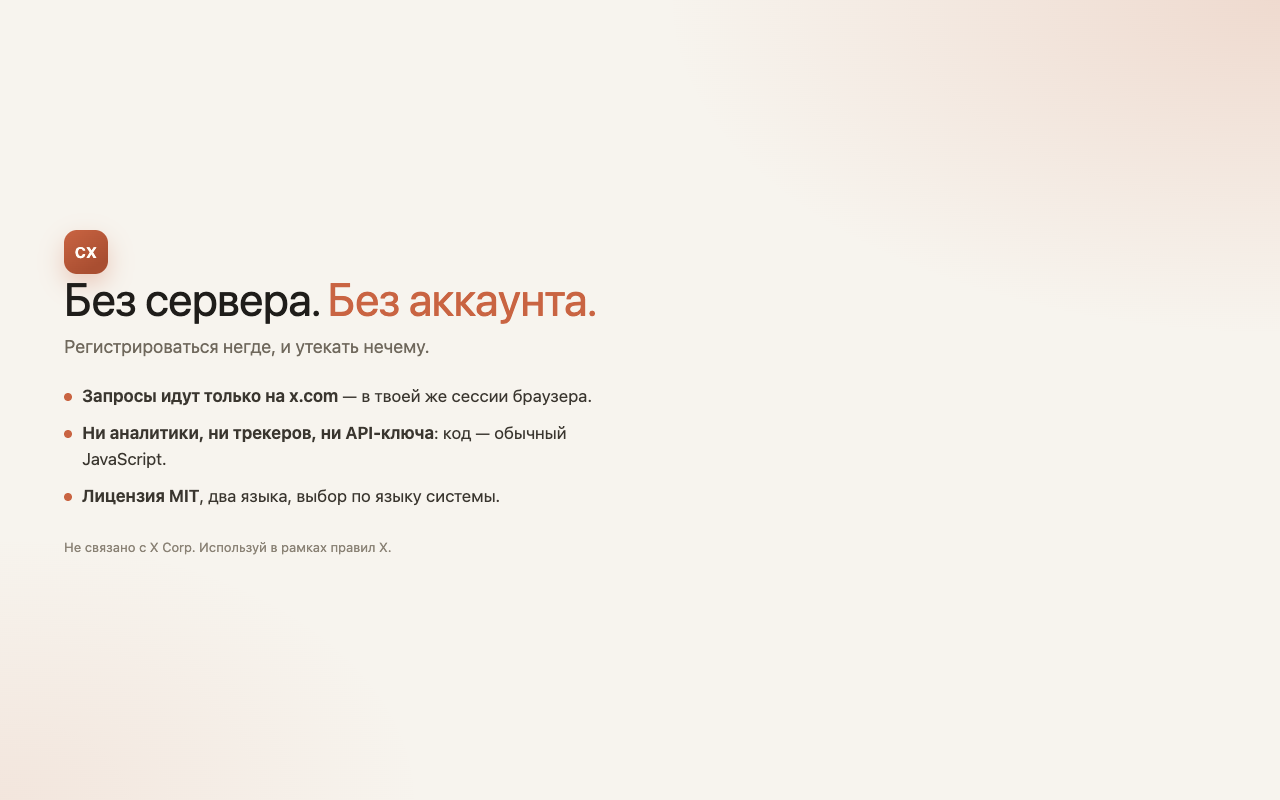 CX
Без сервера. Без аккаунта.
Регистрироваться негде, и утекать нечему.
Запросы идут только на x.com — в твоей же сессии браузера.
Ни аналитики, ни трекеров, ни API-ключа: код — обычный
JavaScript.
Лицензия MIT, два языка, выбор по языку системы.
Не связано с X Corp. Используй в рамках правил X.